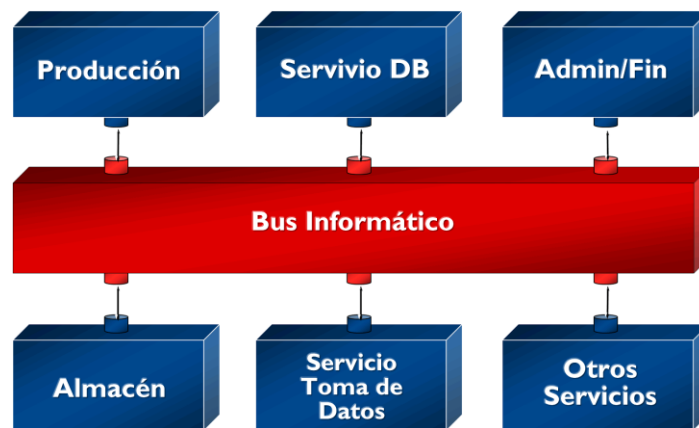 Producción
Servivio DB
Admin/Fin
Bus Informático
Almacén
Servicio
Toma de
Datos
Otros
Servicios